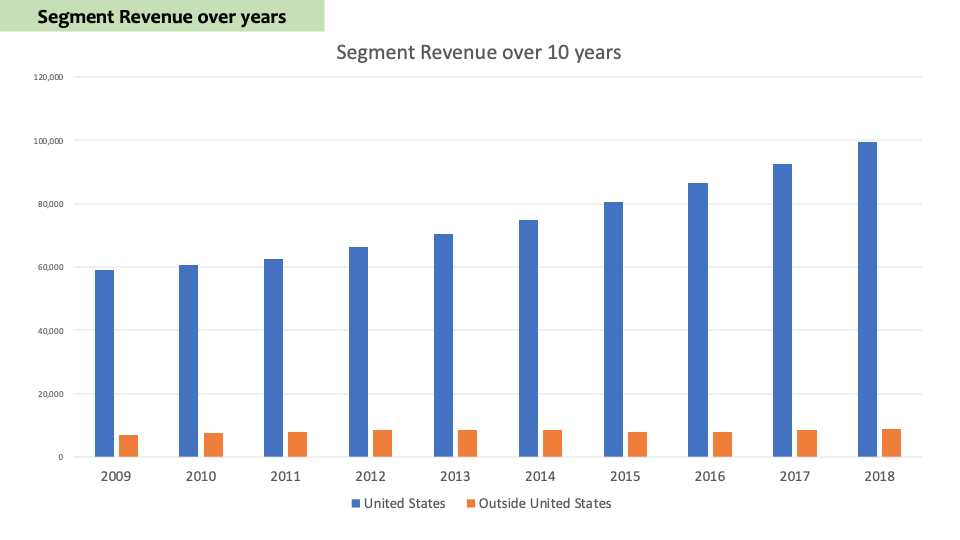 Segment Revenue over years
Segment Revenue over 10 years
120,000
100,000
80,000
60,000
40,000
20,000
0
2009 2010 2011 2012 2013 2014 2015 2016 2017 2018
United States Outside United States